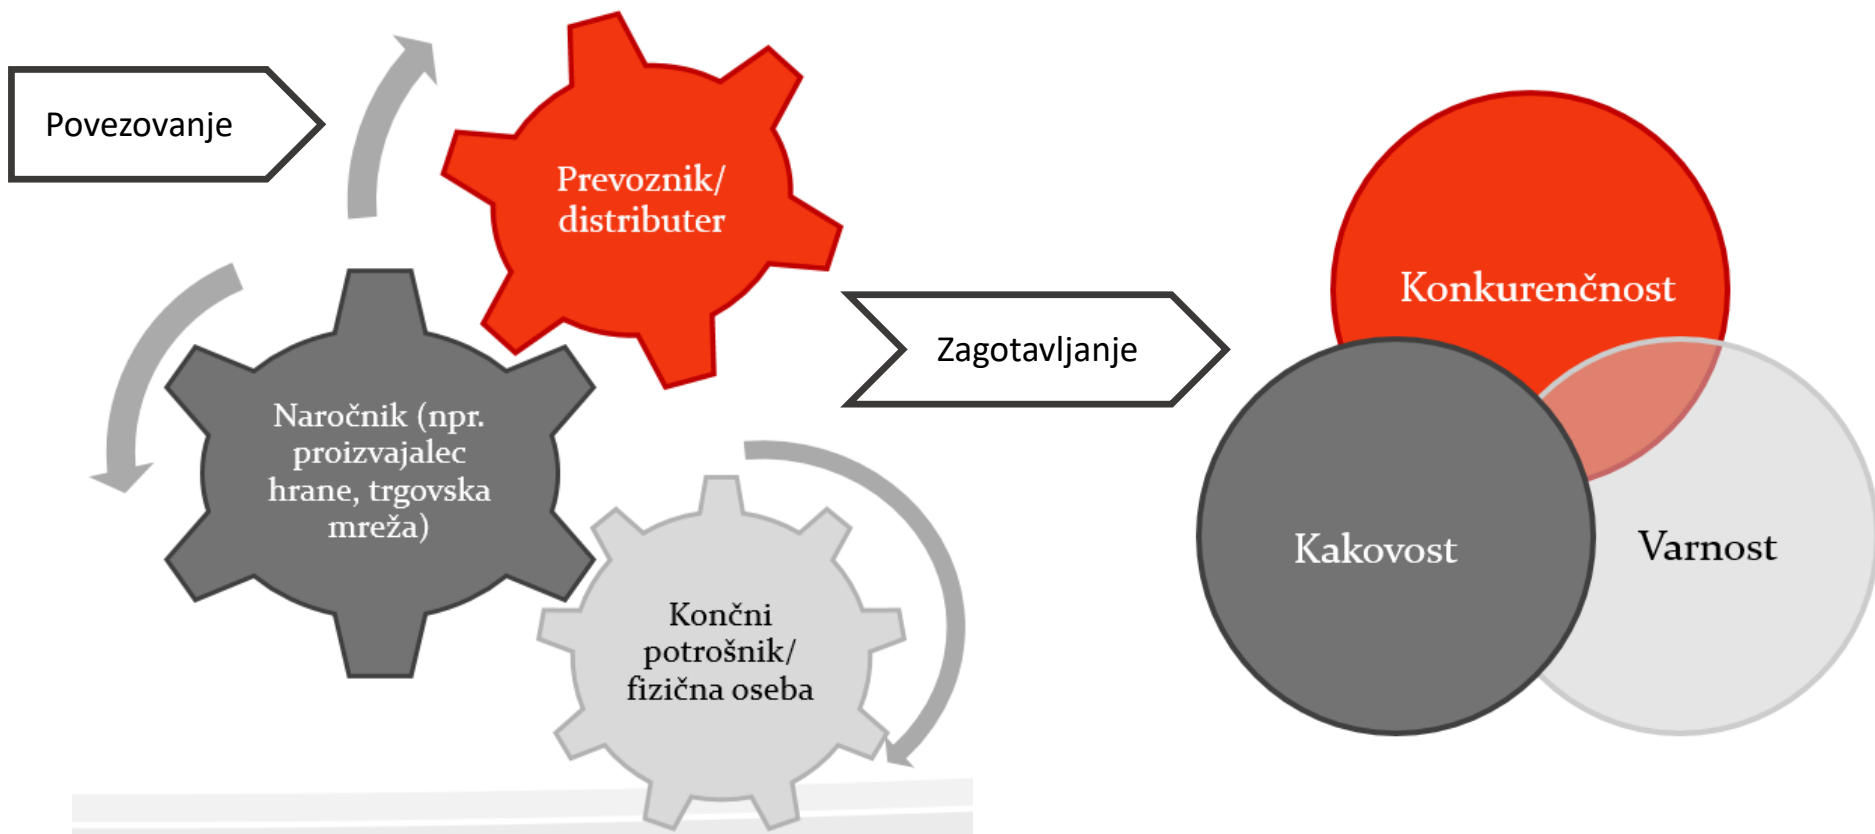 Povezovanje
Prevoznik/
distributer
Naročnik (npr.
proizvajalec
hrane, trgovska
mreža)
Končni
potrošnik/
fizična oseba
Zagotavljanje
Konkurenčnost
Kakovost
Varnost